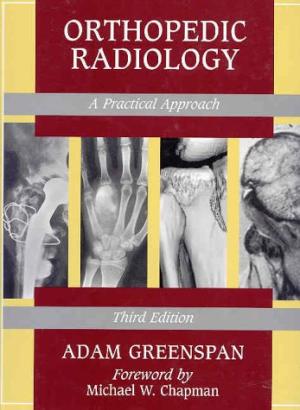 ORTHOPEDIC
RADIOLOGY
A Practical Approach
Third Edition
ADAM GREENSPAN
Foreword by
Michael W. Chapman